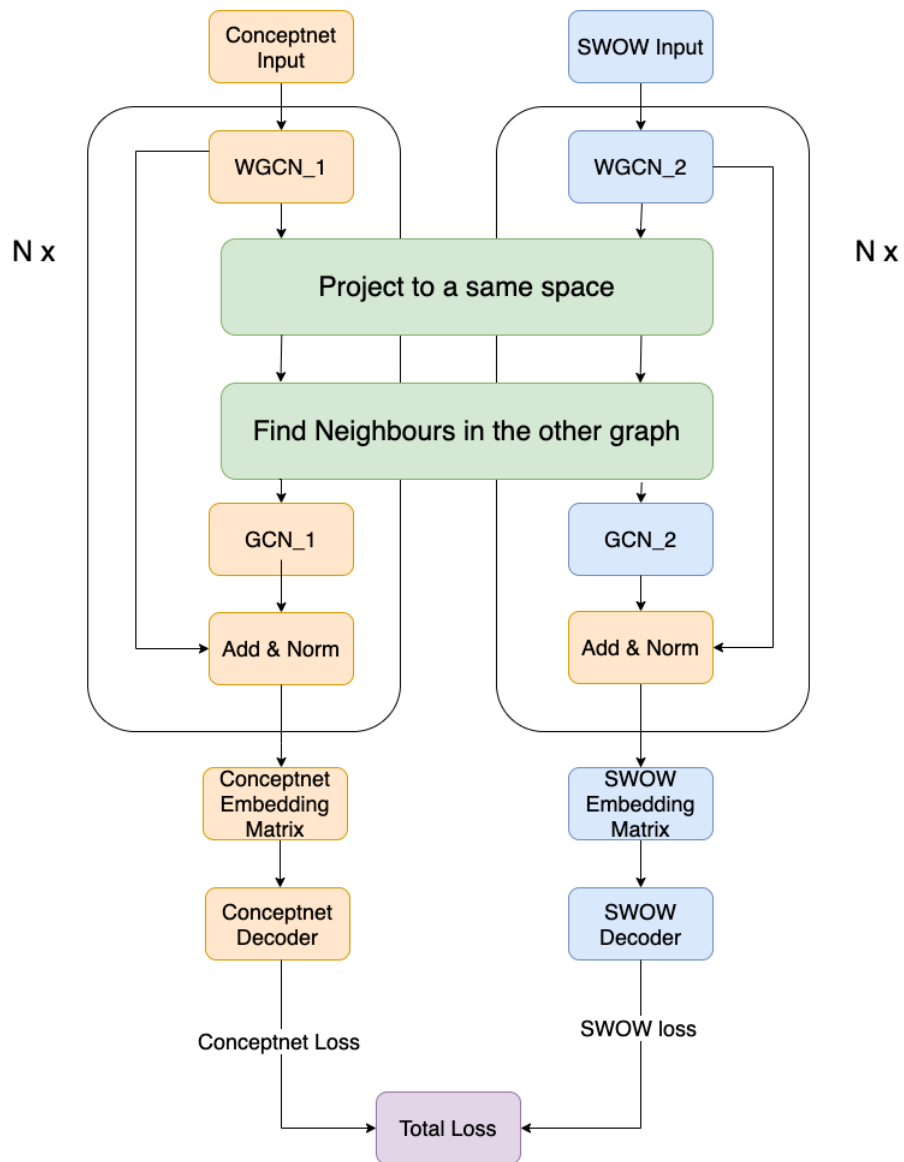 Conceptnet
Input
SWOW Input
WGCN_1
WGCN_2
N x
N x
Project to a same space
Find Neighbours in the other graph
GCN_1
GCN_2
Add & Norm
Add & Norm
Conceptnet
Embedding
Matrix
SWOW
Embedding
Matrix
Conceptnet
Decoder
SWOW
Decoder
Conceptnet Loss
SWOW loss
Total Loss